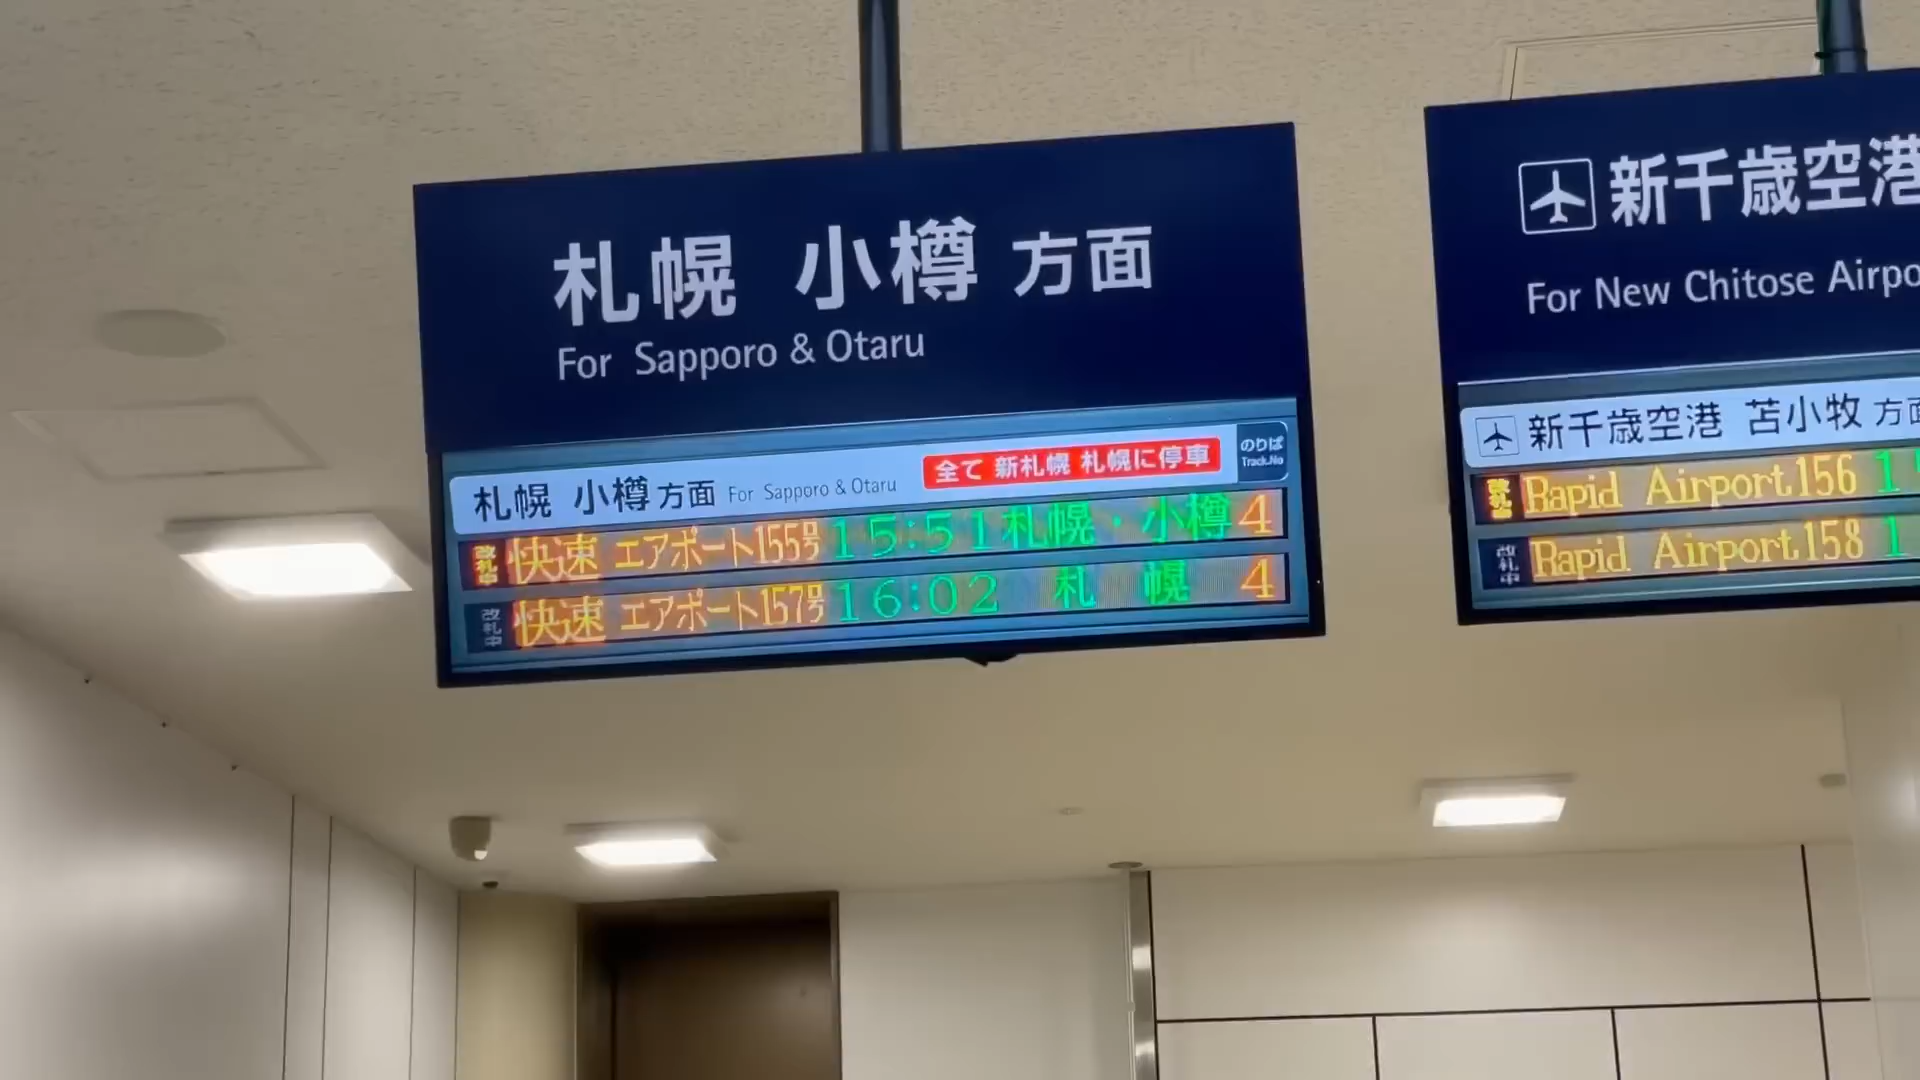 札幌 小樽 方面
For Sapporo & Otaru
札幌 小樽 方面 For Sapporo & Otaru 全て 新札幌 札幌に停車 のりば Track.No
改札中 快速 エアポート155号 15:51 札幌・小樽 4
改札中 快速 エアポート157号 16:02 札幌 4
新千歳空港
For New Chitose Airpo
新千歳空港 苫小牧 方面
改札中 Rapid Airport156 1
改札中 Rapid Airport158 1